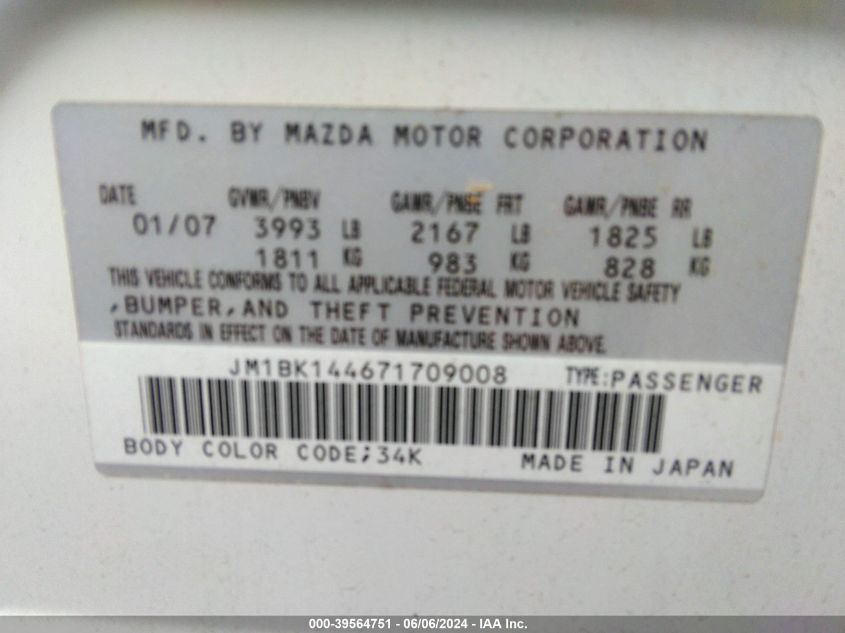 MFD. BY MAZDA MOTOR CORPORATION
DATE GVWR/PNBV GAWR/PNBE FRT GAWR/PNBE RR
01/07 3993 LB 2167 LB 1825 LB
1811 KG 983 KG 828 KG
THIS VEHICLE CONFORMS TO ALL APPLICABLE FEDERAL MOTOR VEHICLE SAFETY
,BUMPER,AND THEFT PREVENTION
STANDARDS IN EFFECT ON THE DATE OF MANUFACTURE SHOWN ABOVE.
JM1BK144671709008 TYPE:PASSENGER
BODY COLOR CODE;34K MADE IN JAPAN
000-39564751 - 06/06/2024 - IAA Inc.